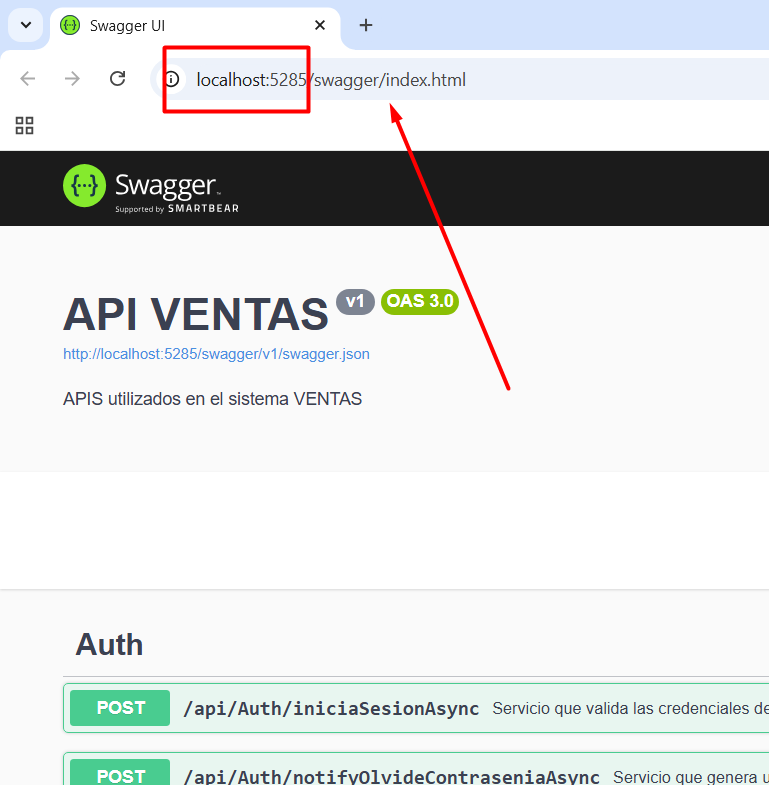 Swagger UI
localhost:5285/swagger/index.html
Swagger
Supported by SMARTBEAR
API VENTAS v1 OAS 3.0
http://localhost:5285/swagger/v1/swagger.json
APIS utilizados en el sistema VENTAS
Auth
POST /api/Auth/iniciaSesionAsync Servicio que valida las credenciales de
POST /api/Auth/notifyOlvideContraseniaAsync Servicio que genera u